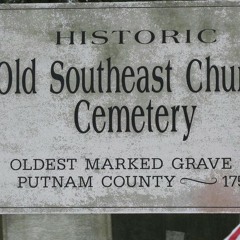 HISTORIC
Old Southeast Chur
Cemetery
OLDEST MARKED GRAVE
PUTNAM COUNTY ~ 175